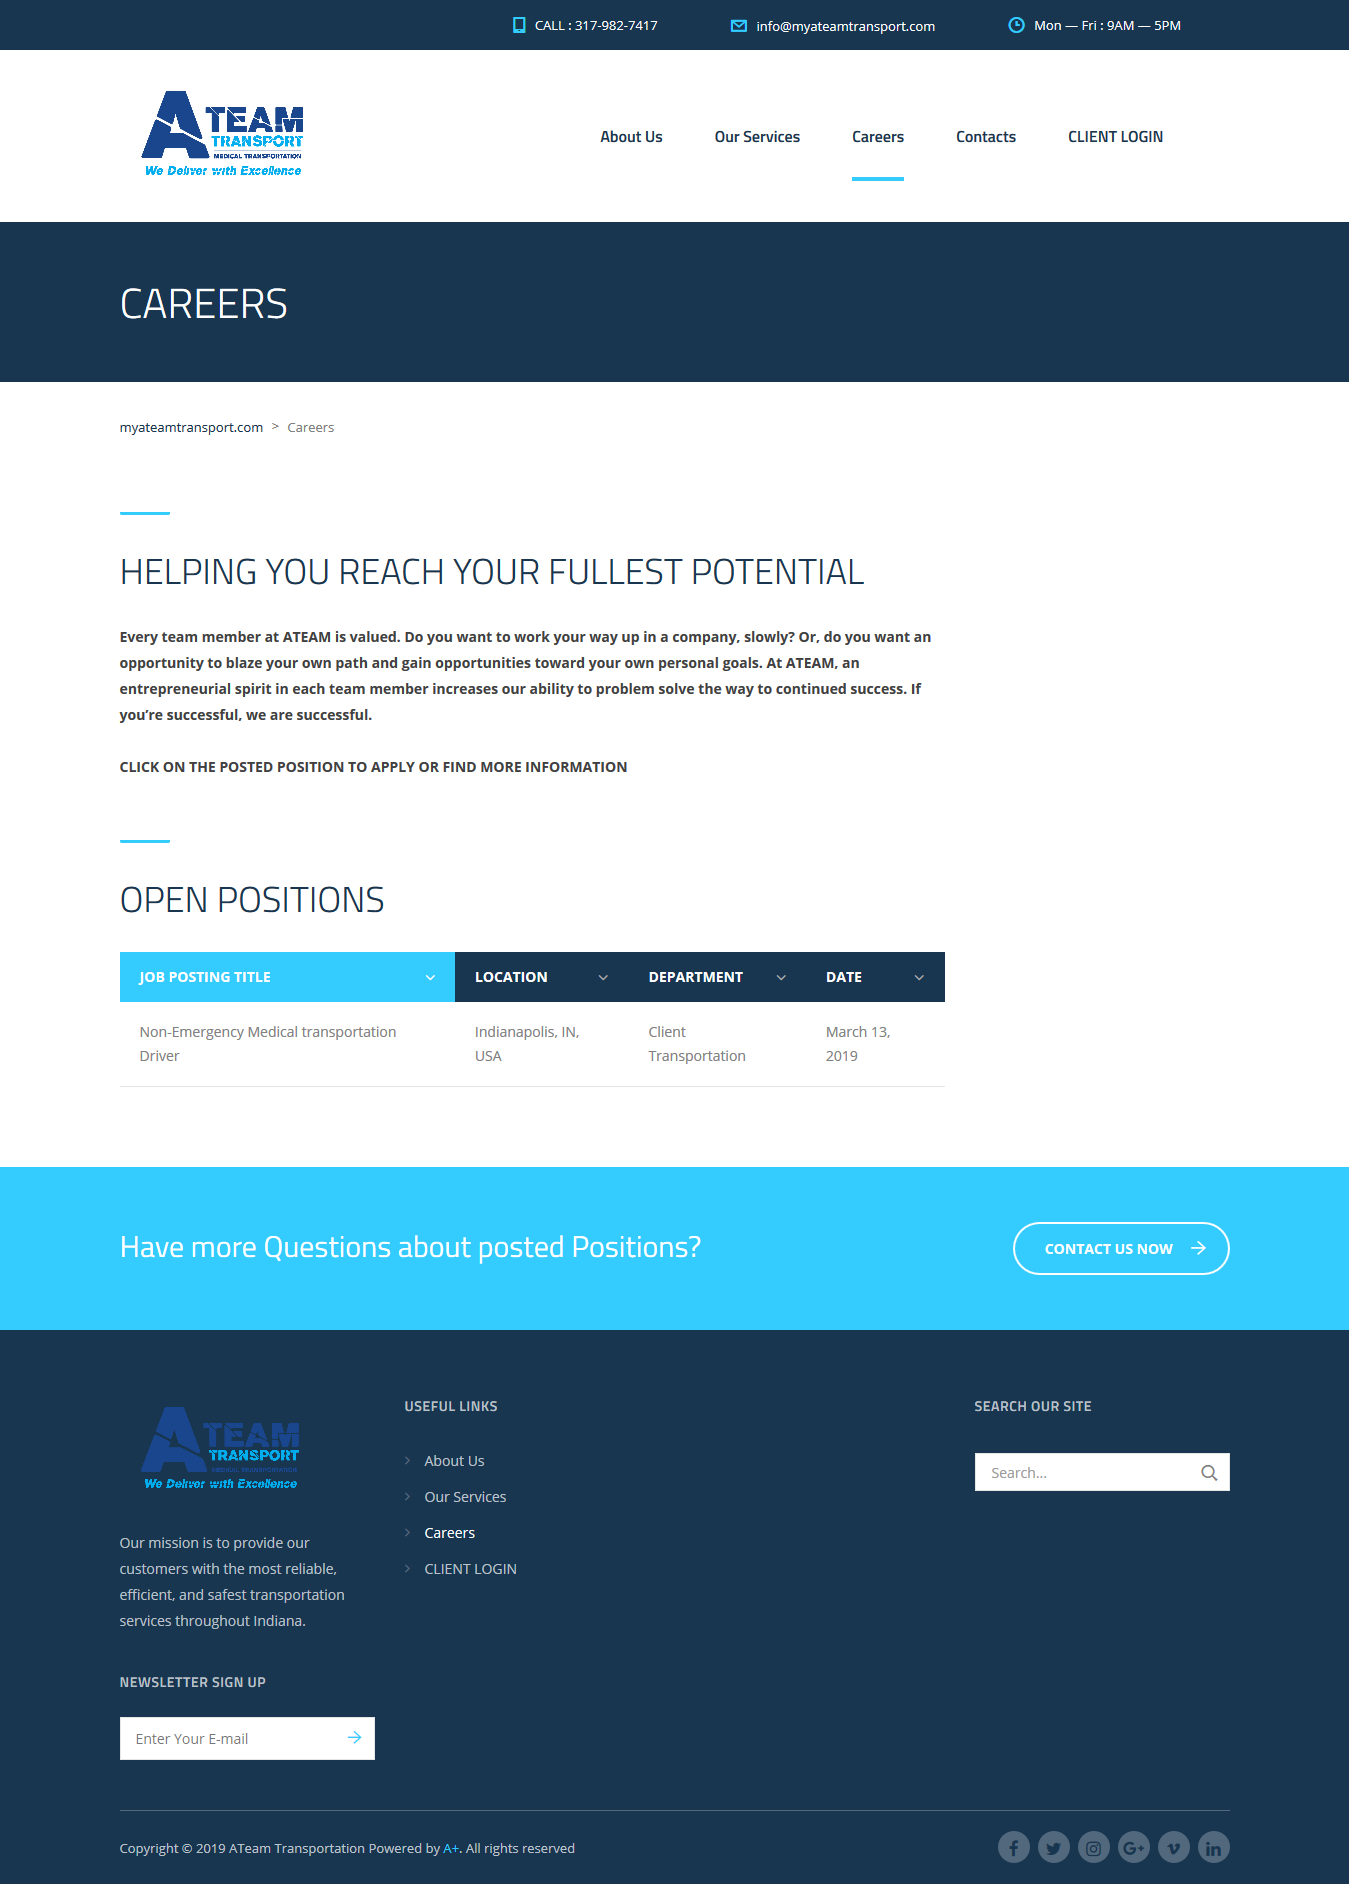 CALL : 317-982-7417
info@myateamtransport.com
Mon — Fri : 9AM — 5PM
ATEAM
TRANSPORT
MEDICAL TRANSPORTATION
We Deliver with Excellence
About Us
Our Services
Careers
Contacts
CLIENT LOGIN
CAREERS
myateamtransport.com > Careers
HELPING YOU REACH YOUR FULLEST POTENTIAL
Every team member at ATEAM is valued. Do you want to work your way up in a company, slowly? Or, do you want an
opportunity to blaze your own path and gain opportunities toward your own personal goals. At ATEAM, an
entrepreneurial spirit in each team member increases our ability to problem solve the way to continued success. If
you’re successful, we are successful.
CLICK ON THE POSTED POSITION TO APPLY OR FIND MORE INFORMATION
OPEN POSITIONS
JOB POSTING TITLE LOCATION DEPARTMENT DATE
Non-Emergency Medical transportation
Driver
Indianapolis, IN,
USA
Client
Transportation
March 13,
2019
Have more Questions about posted Positions?
CONTACT US NOW
ATEAM
TRANSPORT
MEDICAL TRANSPORTATION
We Deliver with Excellence
Our mission is to provide our
customers with the most reliable,
efficient, and safest transportation
services throughout Indiana.
NEWSLETTER SIGN UP
Enter Your E-mail
USEFUL LINKS
About Us
Our Services
Careers
CLIENT LOGIN
SEARCH OUR SITE
Search...
Copyright © 2019 ATeam Transportation Powered by A+. All rights reserved